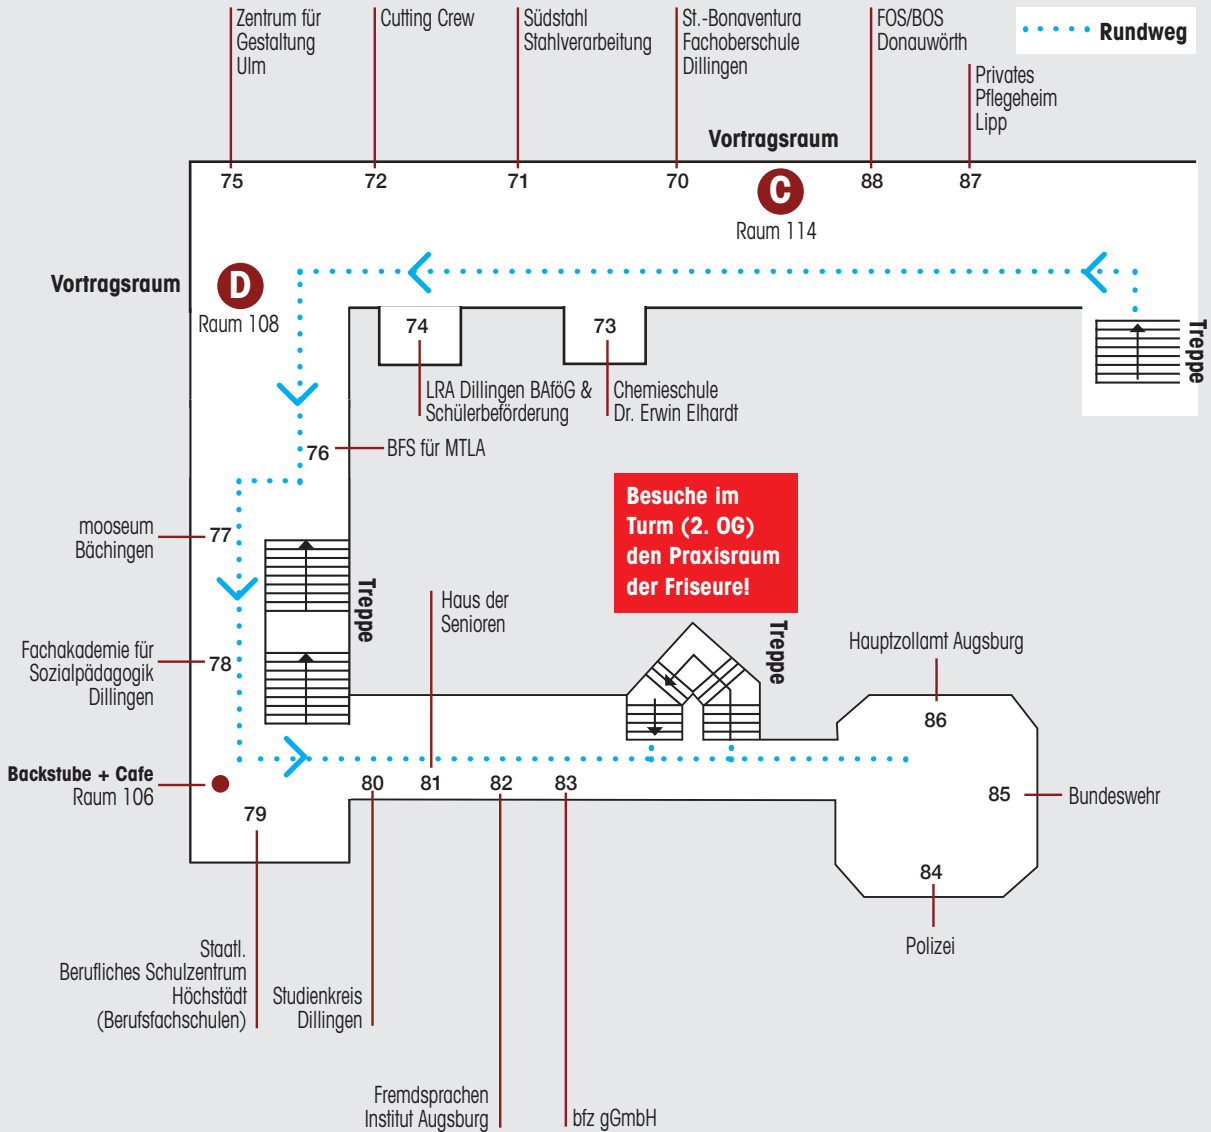 Zentrum für
Gestaltung
Ulm
Cutting Crew
Südstahl
Stahlverarbeitung
St.-Bonaventura
Fachoberschule
Dillingen
FOS/BOS
Donauwörth
Rundweg
Privates
Pflegeheim
Lipp
Vortragsraum
75
72
71
70
C
88
87
Raum 114
Vortragsraum
D
Raum 108
74
73
Treppe
LRA Dillingen BAföG &
Schülerbeförderung
Chemieschule
Dr. Erwin Elhardt
76
BFS für MTLA
Besuche im
Turm (2. OG)
den Praxisraum
der Friseure!
mooseum
Bächingen
77
Treppe
Haus der
Senioren
Treppe
Fachakademie für
Sozialpädagogik
Dillingen
78
Hauptzollamt Augsburg
86
Backstube + Cafe
Raum 106
79
80
81
82
83
85
Bundeswehr
84
Polizei
Staatl.
Berufliches Schulzentrum
Höchstädt
(Berufsfachschulen)
Studienkreis
Dillingen
Fremdsprachen
Institut Augsburg
bfz gGmbH